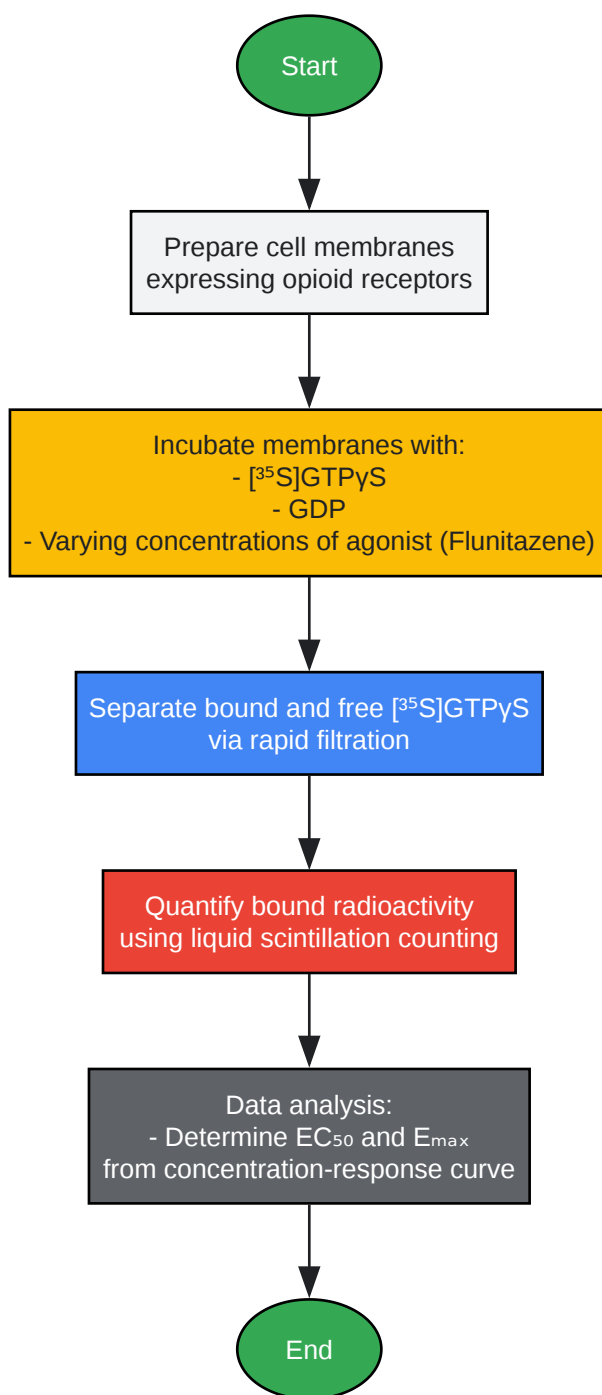 Start
Prepare cell membranes
expressing opioid receptors
Incubate membranes with:
- [³⁵S]GTPγS
- GDP
- Varying concentrations of agonist (Flunitazene)
Separate bound and free [³⁵S]GTPγS
via rapid filtration
Quantify bound radioactivity
using liquid scintillation counting
Data analysis:
- Determine EC₅₀ and Eₘₐₓ
from concentration-response curve
End